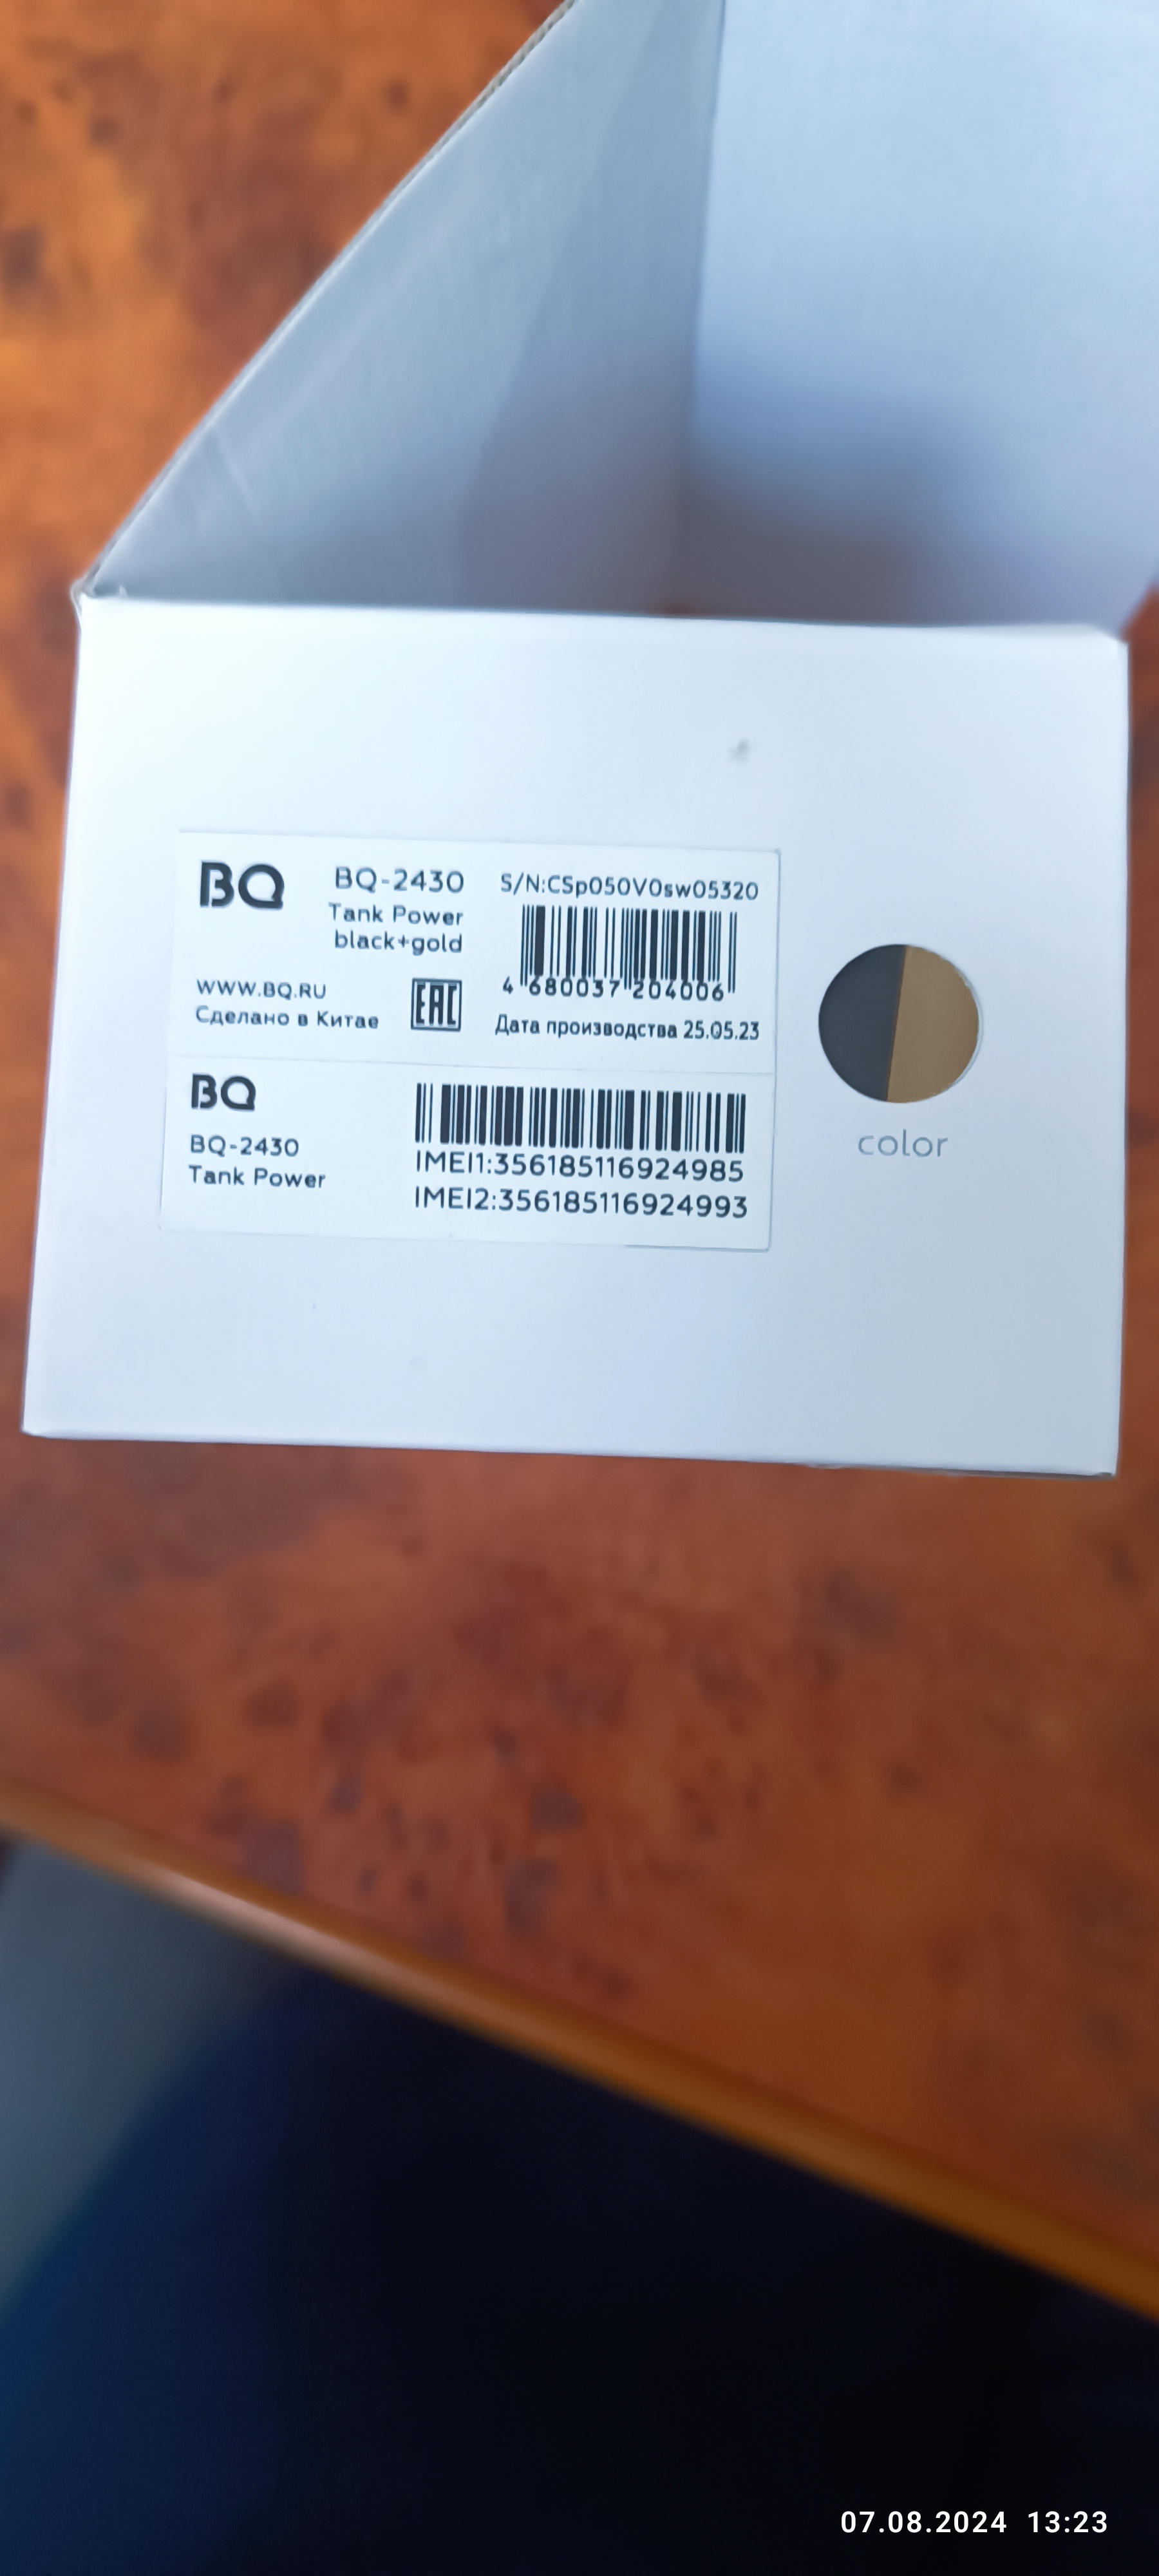 BQ
BQ-2430
Tank Power
black+gold
WWW.BQ.RU
Сделано в Китае
EAC
S/N:CSp050V0sw05320
4 680037 204006
Дата производства 25.05.23
BQ
BQ-2430
Tank Power
IMEI1:356185116924985
IMEI2:356185116924993
color
07.08.2024 13:23